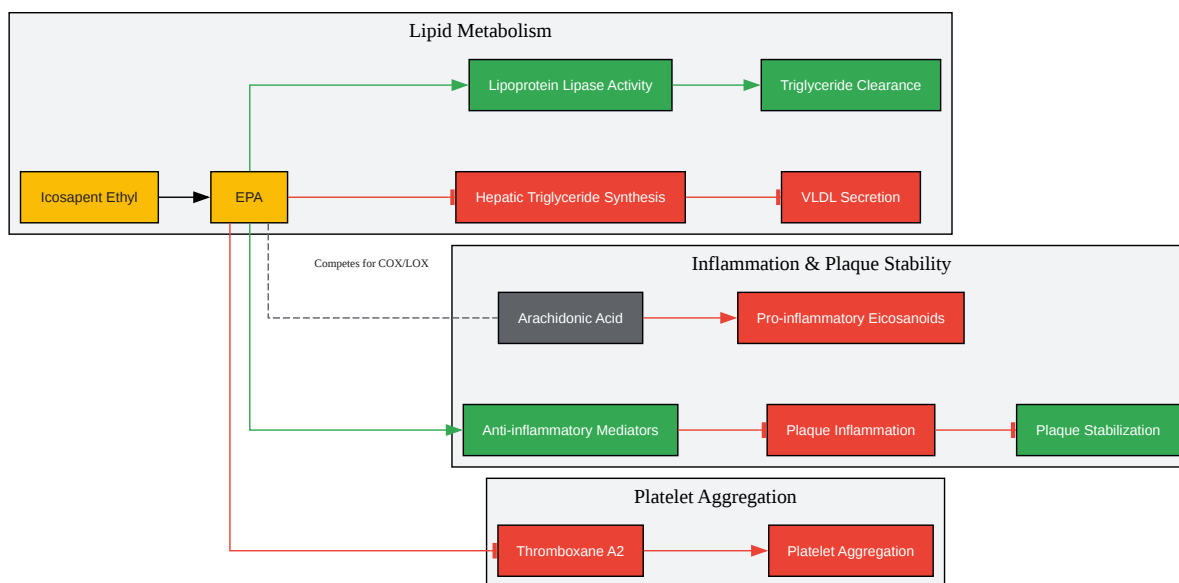 Lipid Metabolism
Lipoprotein Lipase Activity
Triglyceride Clearance
Icosapent Ethyl
EPA
Hepatic Triglyceride Synthesis
VLDL Secretion
Competes for COX/LOX
Inflammation & Plaque Stability
Arachidonic Acid
Pro-inflammatory Eicosanoids
Anti-inflammatory Mediators
Plaque Inflammation
Plaque Stabilization
Platelet Aggregation
Thromboxane A2
Platelet Aggregation